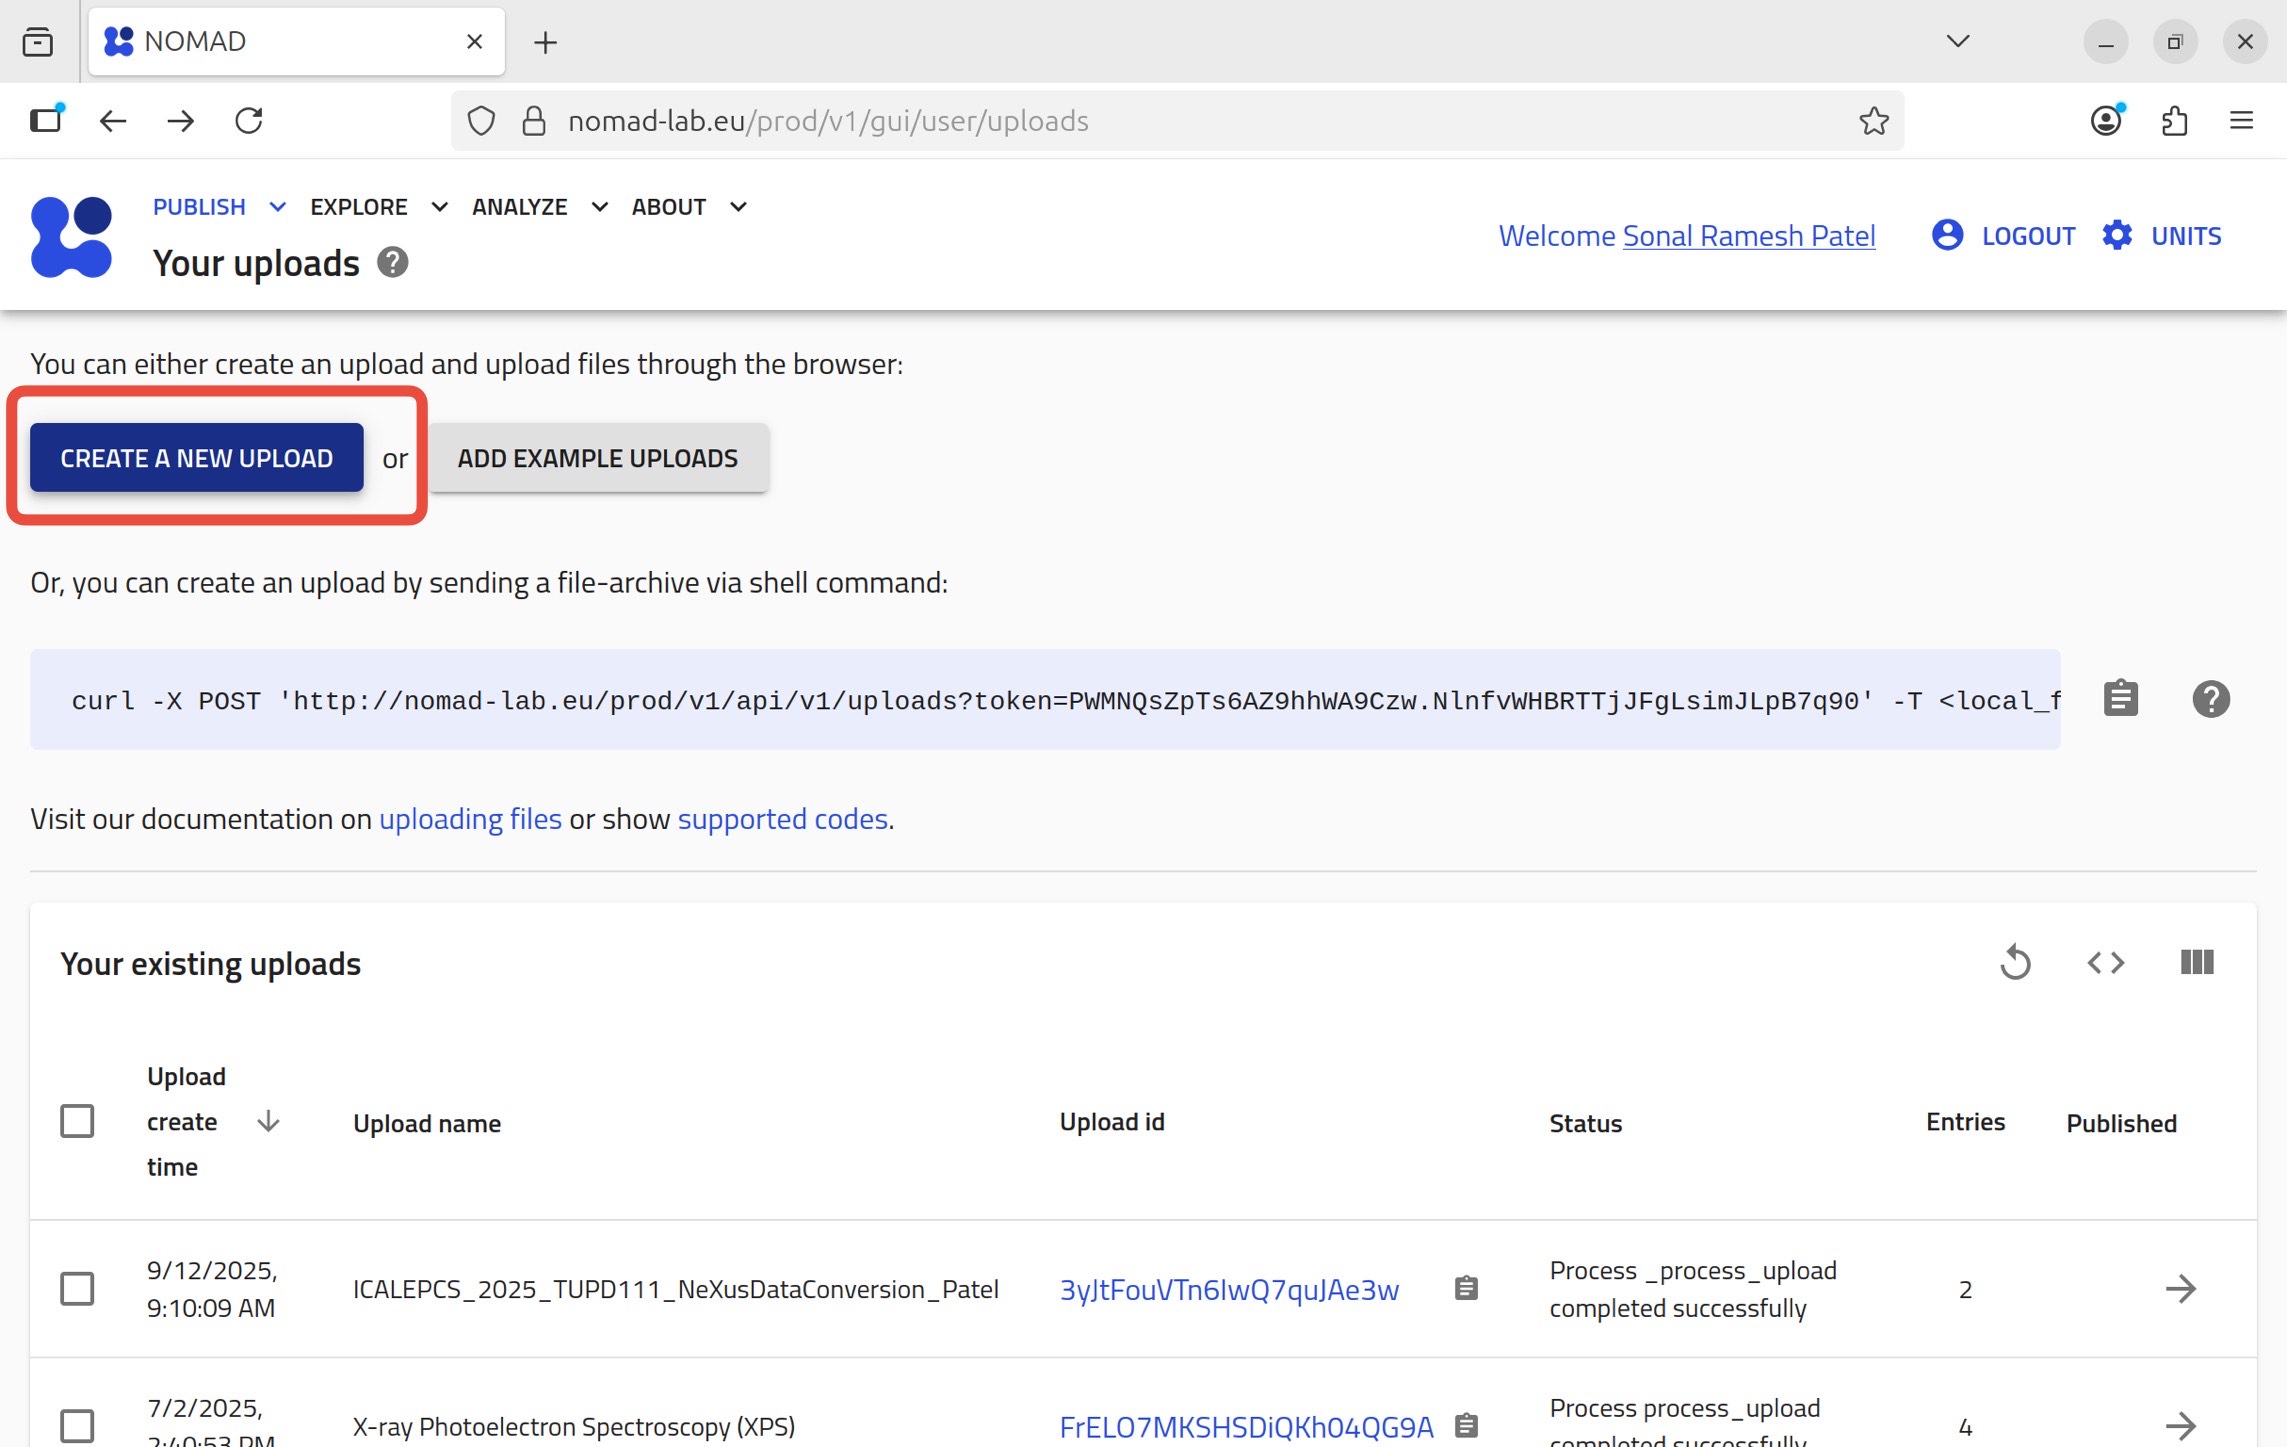 NOMAD
nomad-lab.eu/prod/v1/gui/user/uploads
PUBLISH EXPLORE ANALYZE ABOUT
Your uploads
Welcome Sonal Ramesh Patel LOGOUT UNITS
You can either create an upload and upload files through the browser:
CREATE A NEW UPLOAD or ADD EXAMPLE UPLOADS
Or, you can create an upload by sending a file-archive via shell command:
curl -X POST 'http://nomad-lab.eu/prod/v1/api/v1/uploads?token=PWMNQsZpTs6AZ9hhWA9Czw.NlnfvWHBRTTjJFgLsimJLpB7q90' -T <local_f
Visit our documentation on uploading files or show supported codes.
Your existing uploads
Upload create time Upload name Upload id Status Entries Published
9/12/2025, 9:10:09 AM ICALEPCS_2025_TUPD111_NeXusDataConversion_Patel 3yJtFouVTn6lwQ7quJAe3w Process _process_upload completed successfully 2
7/2/2025, 2:40:53 PM X-ray Photoelectron Spectroscopy (XPS) FrELO7MKSHSDiQKh04QG9A Process process_upload completed successfully 4